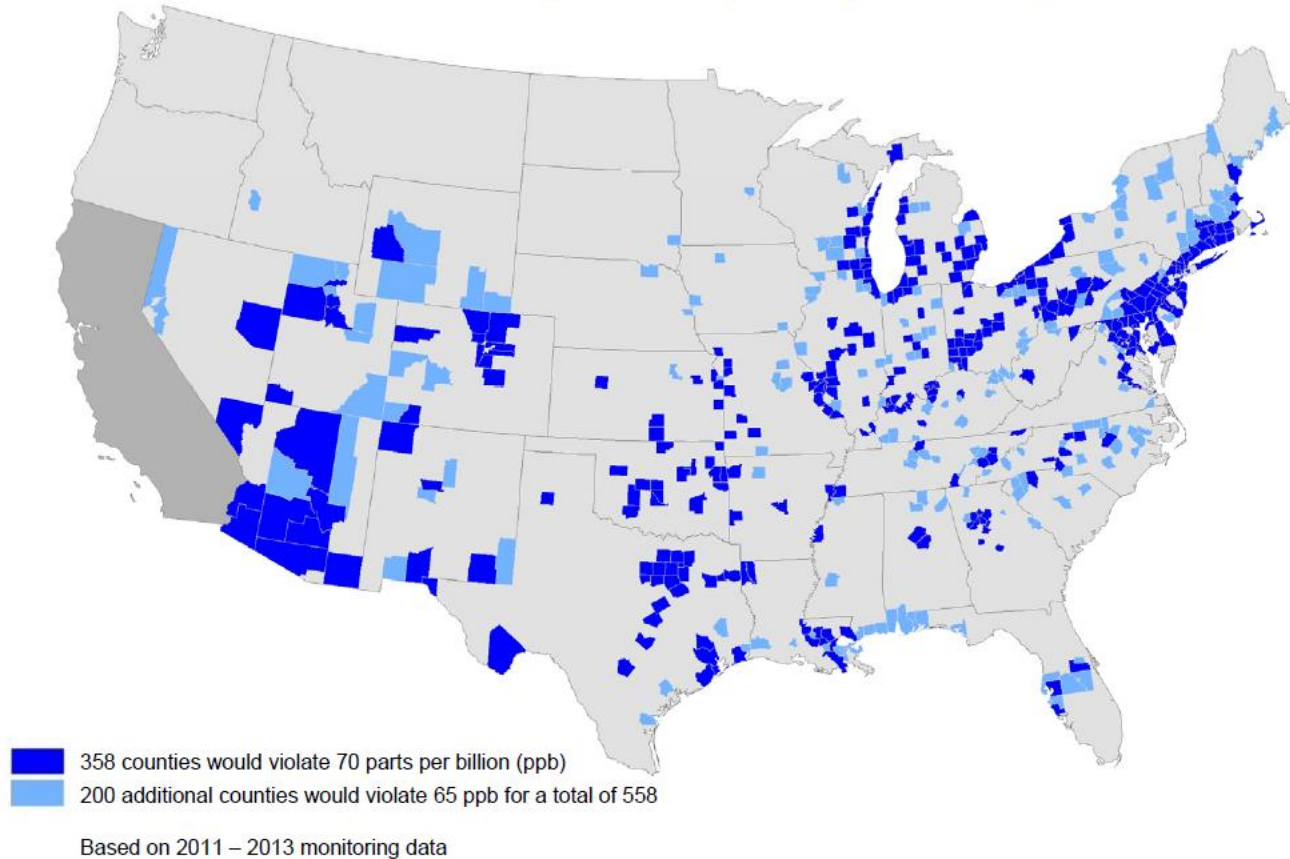 358 counties would violate 70 parts per billion (ppb)
200 additional counties would violate 65 ppb for a total of 558
Based on 2011 – 2013 monitoring data